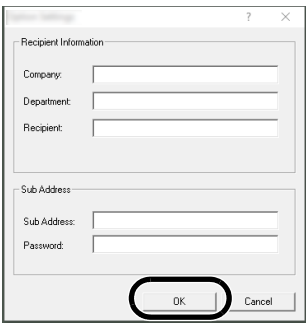 ?
Recipient Information
Company:
Department:
Recipient:
Sub Address
Sub Address:
Password:
OK Cancel